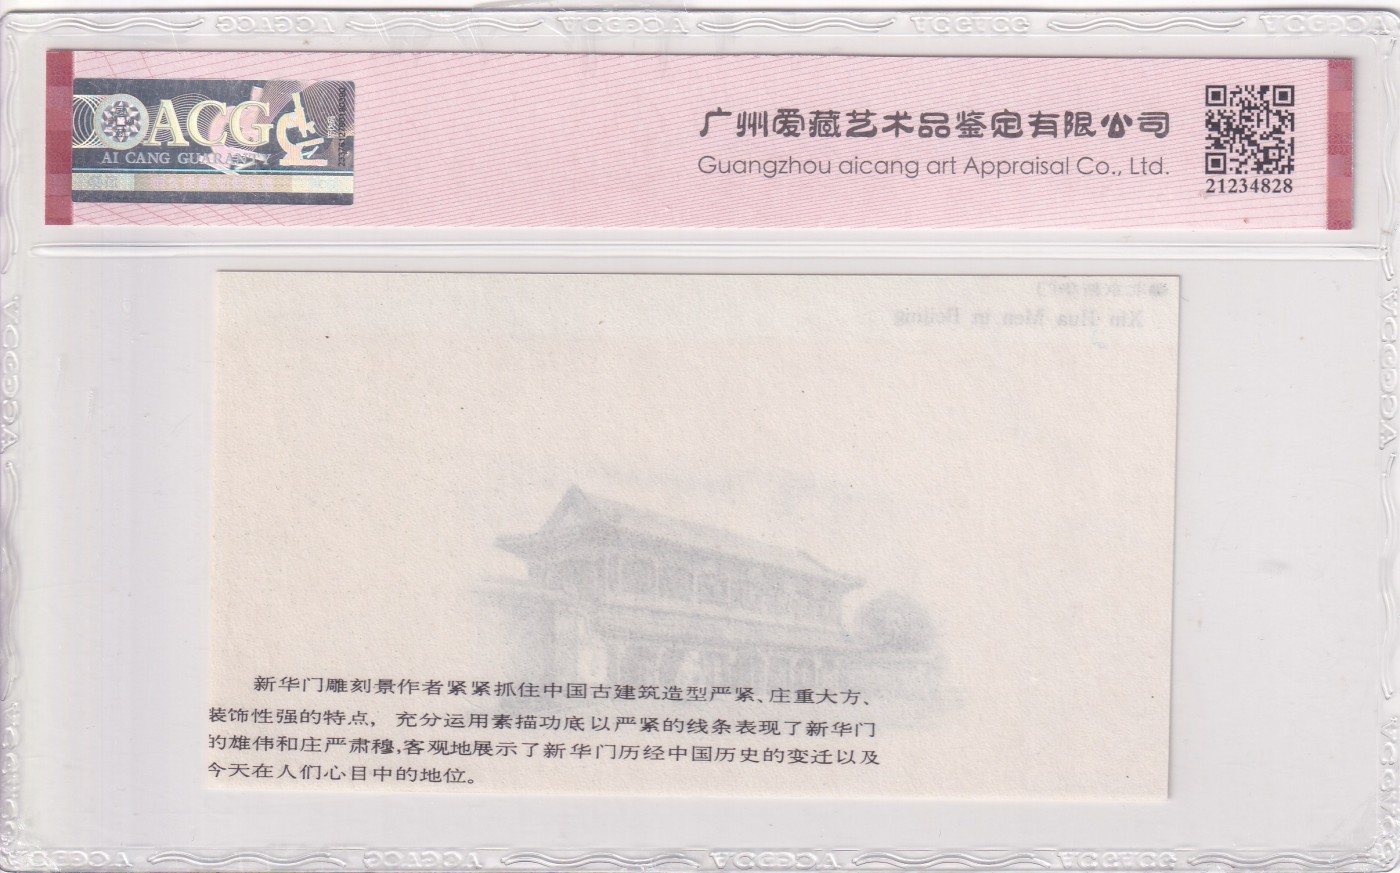 ACG
AI CANG GUARANTY
广州爱藏艺术品鉴定有限公司
Guangzhou aicang art Appraisal Co., Ltd.
21234828
北京新华门
Xin Hua Men in Beijing
新华门雕刻景作者紧紧抓住中国古建筑造型严紧、庄重大方、
装饰性强的特点，充分运用素描功底以严紧的线条表现了新华门
的雄伟和庄严肃穆,客观地展示了新华门历经中国历史的变迁以及
今天在人们心目中的地位。